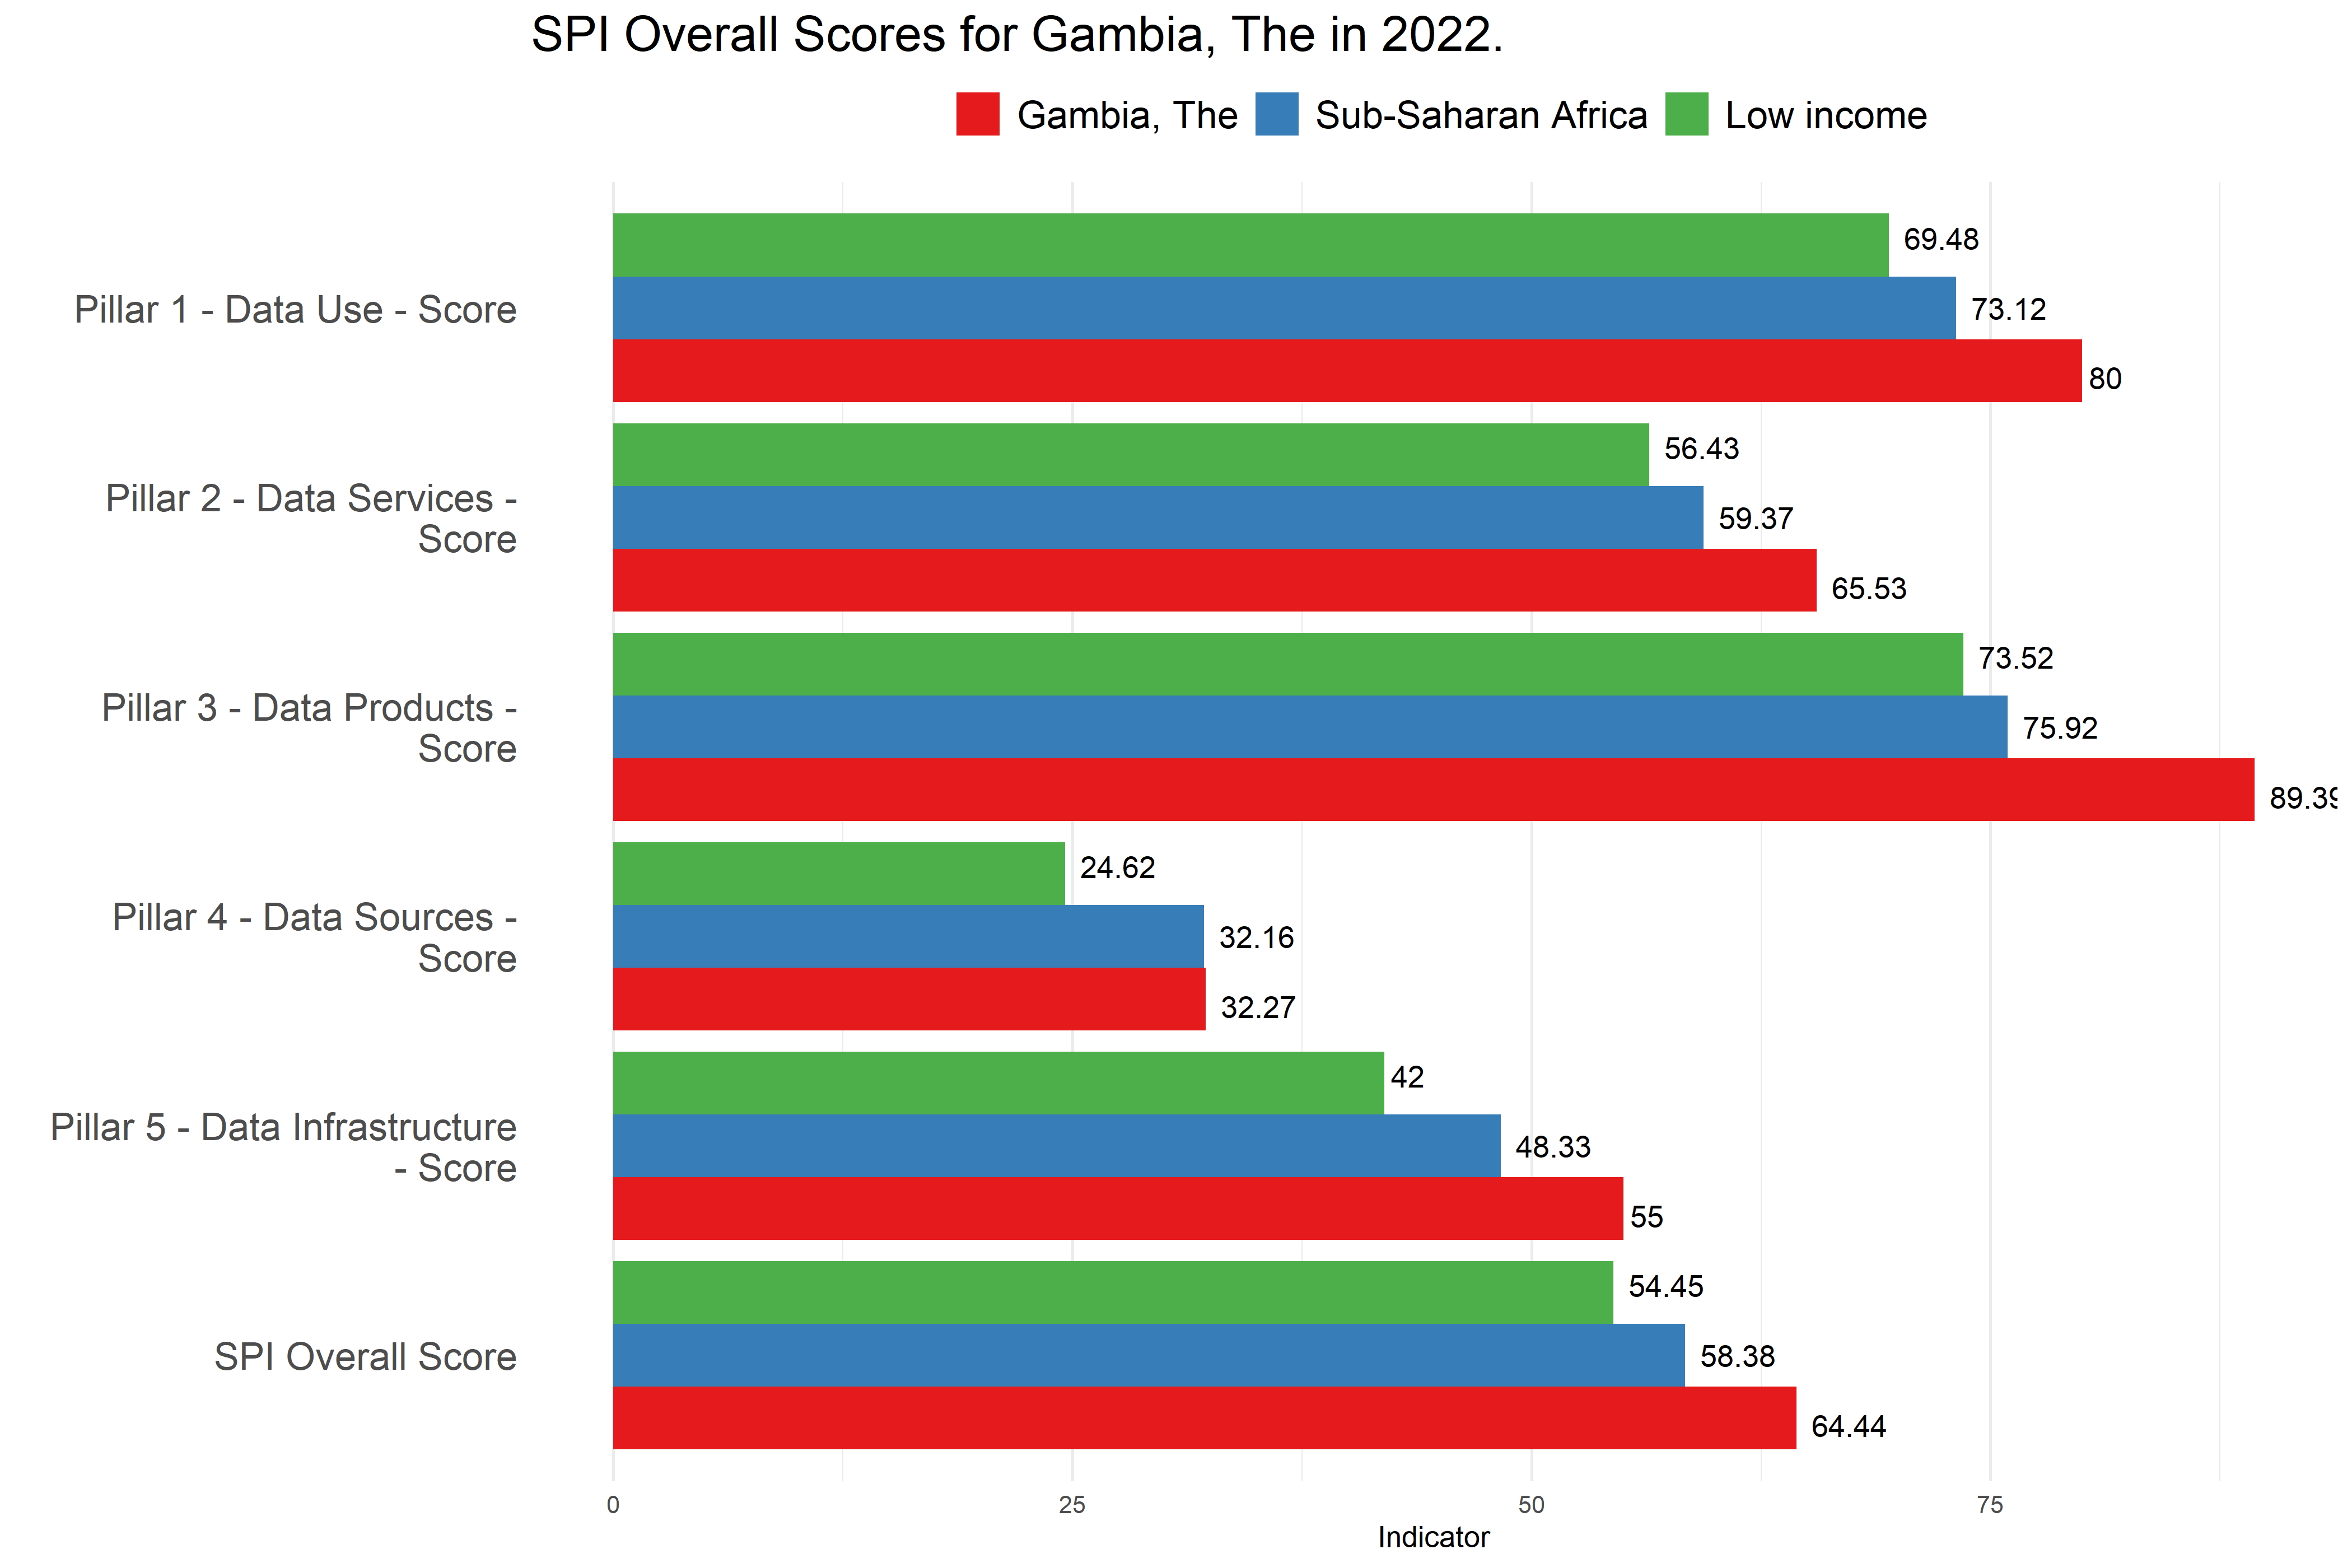 SPI Overall Scores for Gambia, The in 2022.
Gambia, The Sub-Saharan Africa Low income
Pillar 1 - Data Use - Score
69.48
73.12
80
Pillar 2 - Data Services -
Score
56.43
59.37
65.53
Pillar 3 - Data Products -
Score
73.52
75.92
89.39
Pillar 4 - Data Sources -
Score
24.62
32.16
32.27
Pillar 5 - Data Infrastructure
- Score
42
48.33
55
SPI Overall Score
54.45
58.38
64.44
0 25 50 75
Indicator